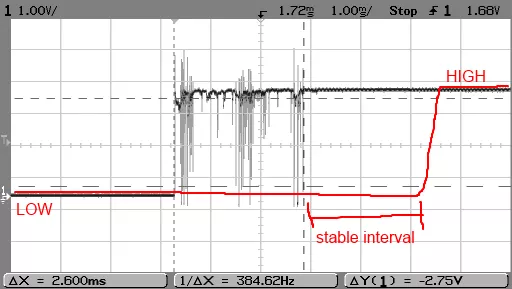 1 1.00V/ 1.72ms 1.00ms/ Stop 1 1.68V
HIGH
1
LOW
stable interval
ΔX = 2.600ms 1/ΔX = 384.62Hz ΔY(1) = -2.75V